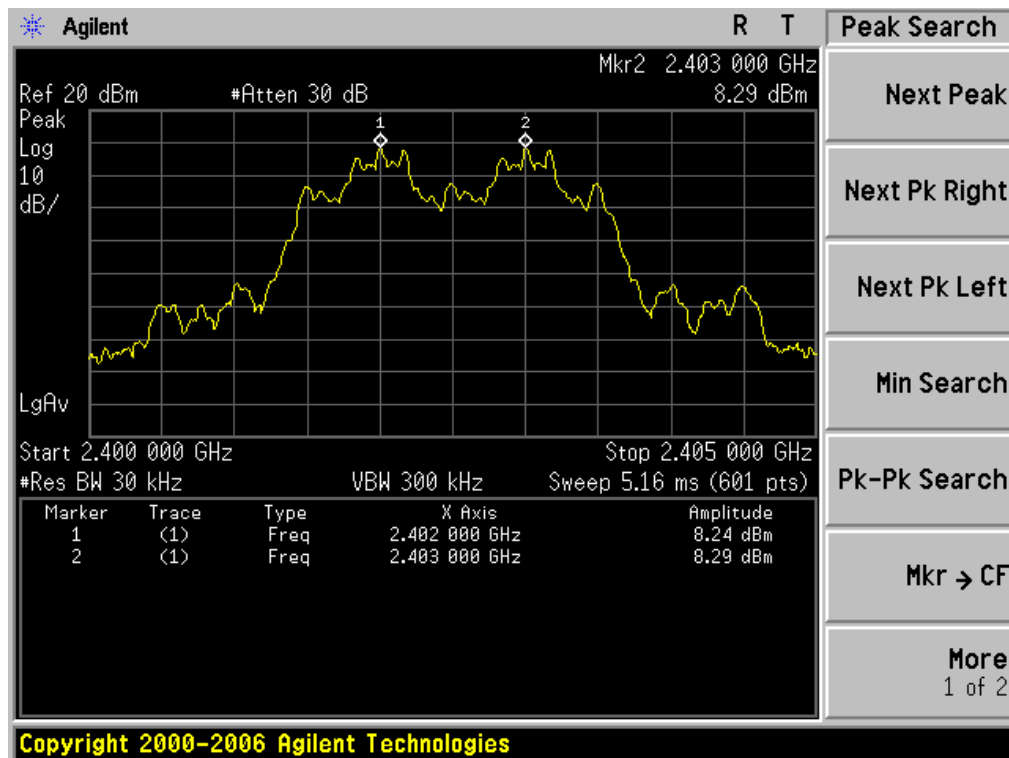 Agilent R T
Peak Search
Mkr2 2.403 000 GHz
Ref 20 dBm #Atten 30 dB 8.29 dBm
Peak
Log
10
dB/
1 2
LgAv
Start 2.400 000 GHz Stop 2.405 000 GHz
#Res BW 30 kHz VBW 300 kHz Sweep 5.16 ms (601 pts)
Marker Trace Type X Axis Amplitude
1 (1) Freq 2.402 000 GHz 8.24 dBm
2 (1) Freq 2.403 000 GHz 8.29 dBm
Next Peak
Next Pk Right
Next Pk Left
Min Search
Pk-Pk Search
Mkr → CF
More
1 of 2
Copyright 2000-2006 Agilent Technologies